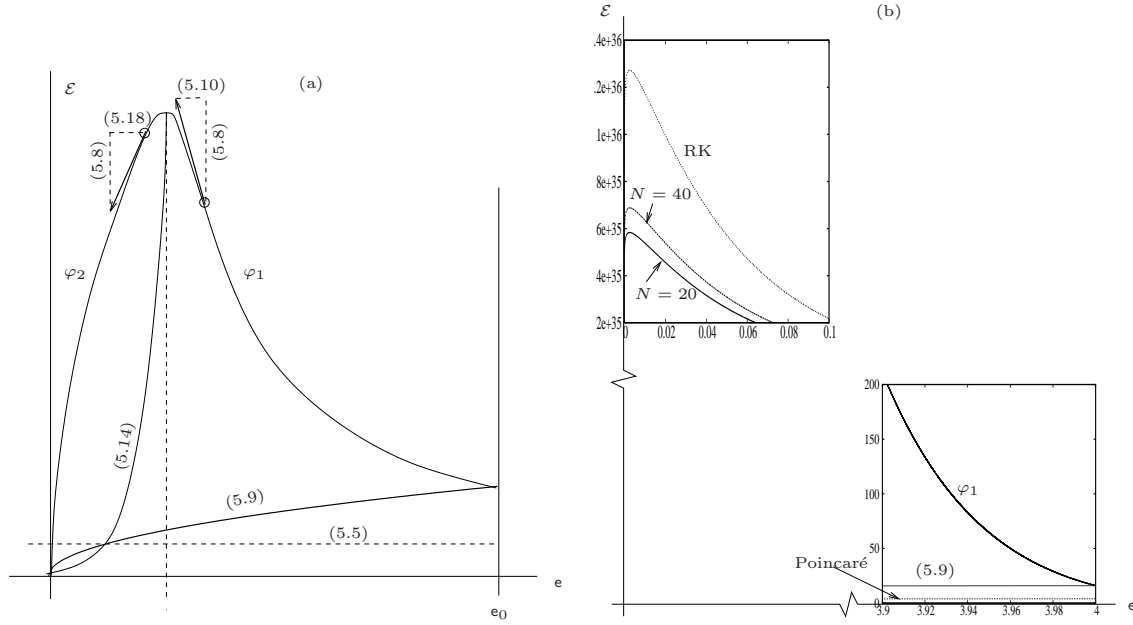 (a)
ℰ
(5.10)
(5.18)
(5.8)
(5.8)
φ₂
φ₁
(5.14)
(5.9)
(5.5)
e
e₀
(b)
ℰ
.4e+36
.2e+36
1e+36
8e+35
6e+35
4e+35
2e+35
RK
N = 40
N = 20
0 0.02 0.04 0.06 0.08 0.1
200
150
100
50
0
φ₁
Poincaré
(5.9)
3.9 3.92 3.94 3.96 3.98 4
e